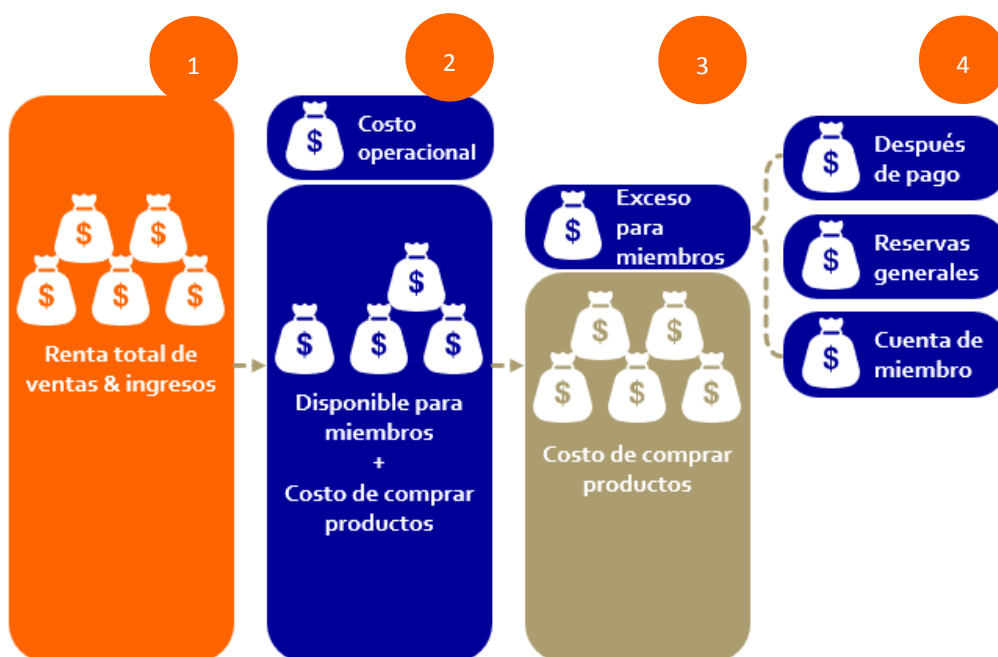 1
$
$
$
$
$
Renta total de
ventas & ingresos
2
$
Costo
operacional
$
$
$
$
Disponible para
miembros
+
Costo de comprar
productos
3
$
Exceso
para
miembros
$
$
$
$
$
Costo de comprar
productos
4
$
Después
de pago
$
Reservas
generales
$
Cuenta de
miembro